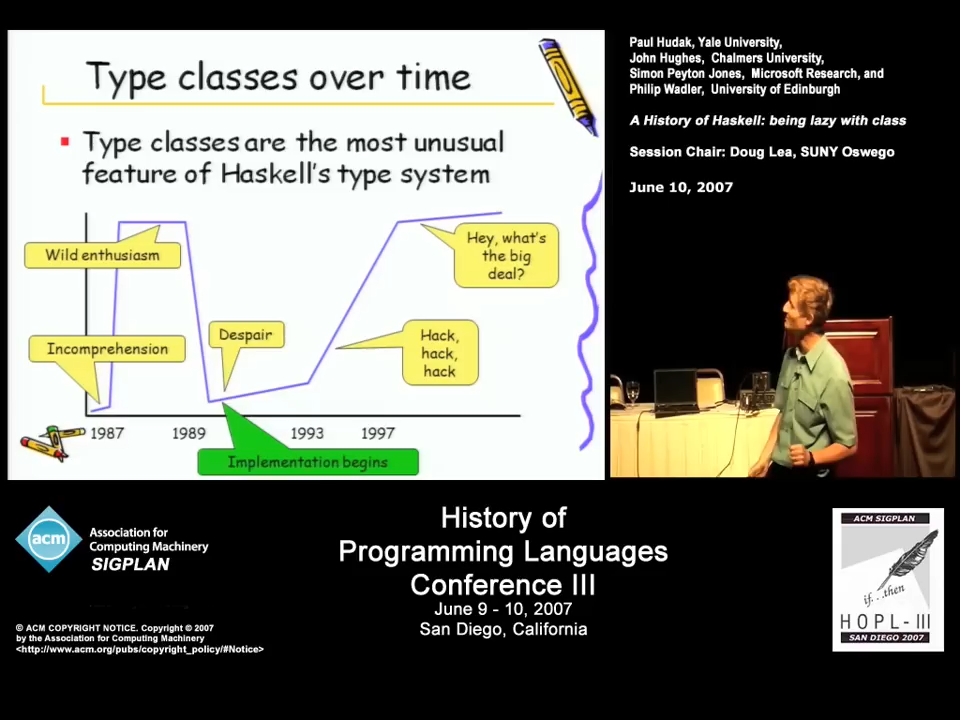 Type classes over time
Type classes are the most unusual
feature of Haskell's type system
Wild enthusiasm
Incomprehension
Despair
Hey, what's
the big
deal?
Hack,
hack,
hack
1987 1989 1993 1997
Implementation begins
Paul Hudak, Yale University,
John Hughes, Chalmers University,
Simon Peyton Jones, Microsoft Research, and
Philip Wadler, University of Edinburgh
A History of Haskell: being lazy with class
Session Chair: Doug Lea, SUNY Oswego
June 10, 2007
acm
Association for
Computing Machinery
SIGPLAN
© ACM COPYRIGHT NOTICE. Copyright © 2007
by the Association for Computing Machinery
<http://www.acm.org/pubs/copyright_policy/#Notice>
History of
Programming Languages
Conference III
June 9 - 10, 2007
San Diego, California
ACM SIGPLAN
if...then
HOPL-III
SAN DIEGO 2007